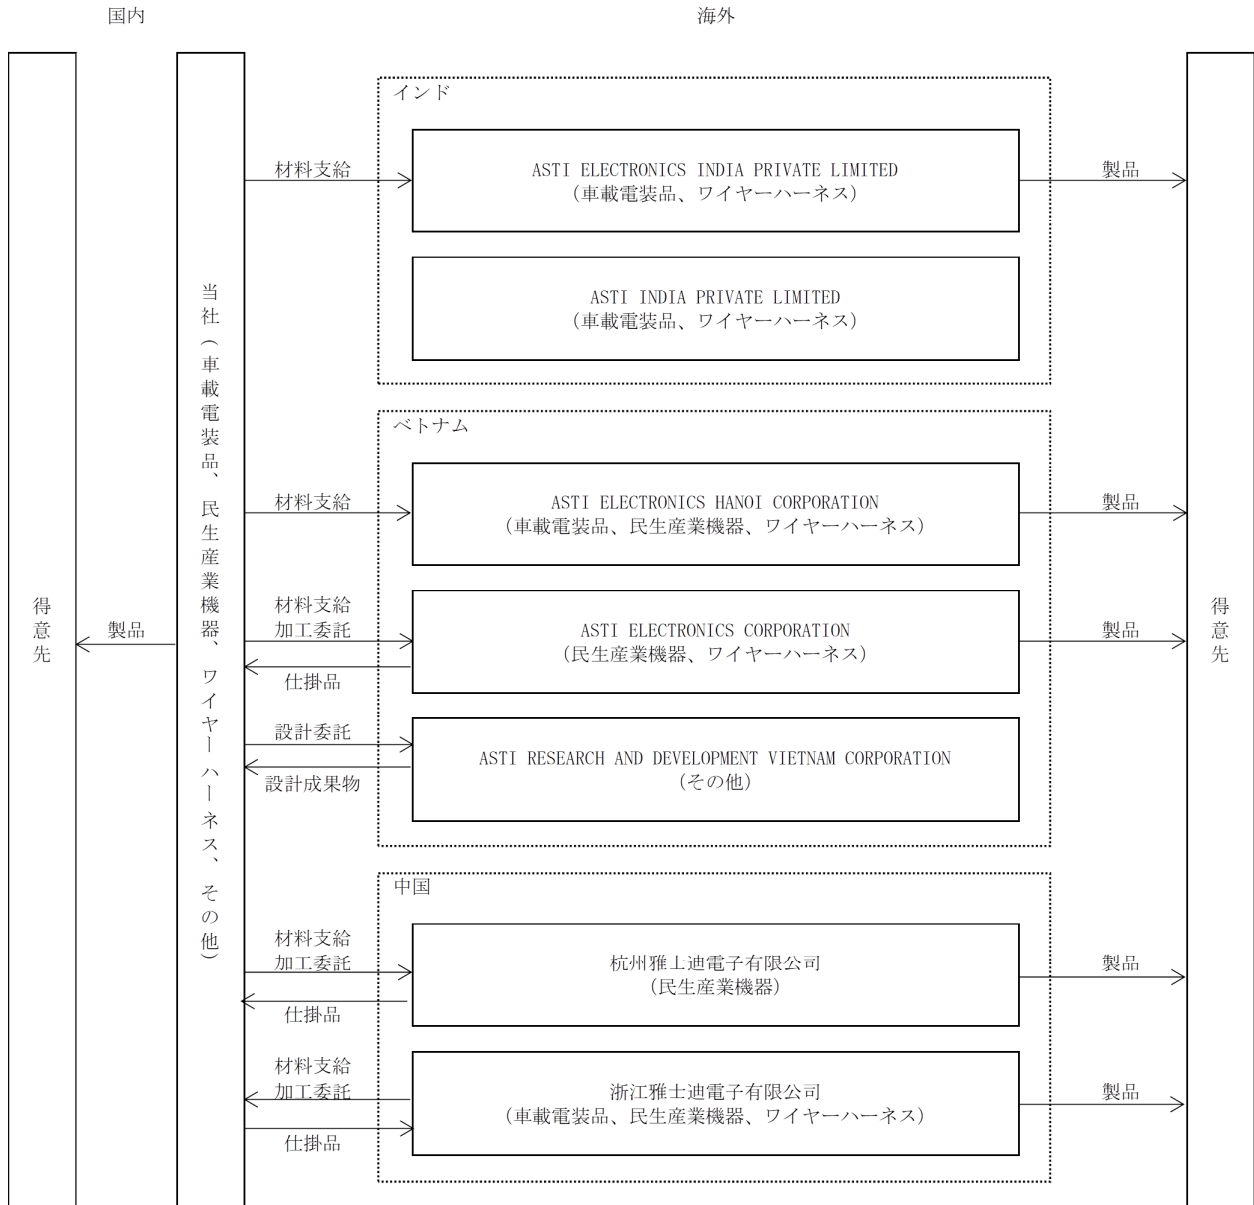 国内
海外
得意先
製品
当社（車載電装品、民生産業機器、ワイヤーハーネス、その他）
インド
材料支給
ASTI ELECTRONICS INDIA PRIVATE LIMITED
（車載電装品、ワイヤーハーネス）
製品
ASTI INDIA PRIVATE LIMITED
（車載電装品、ワイヤーハーネス）
ベトナム
材料支給
ASTI ELECTRONICS HANOI CORPORATION
（車載電装品、民生産業機器、ワイヤーハーネス）
製品
材料支給
加工委託
仕掛品
ASTI ELECTRONICS CORPORATION
（民生産業機器、ワイヤーハーネス）
製品
設計委託
設計成果物
ASTI RESEARCH AND DEVELOPMENT VIETNAM CORPORATION
（その他）
中国
材料支給
加工委託
仕掛品
杭州雅士迪電子有限公司
（民生産業機器）
製品
材料支給
加工委託
仕掛品
浙江雅士迪電子有限公司
（車載電装品、民生産業機器、ワイヤーハーネス）
製品
得意先